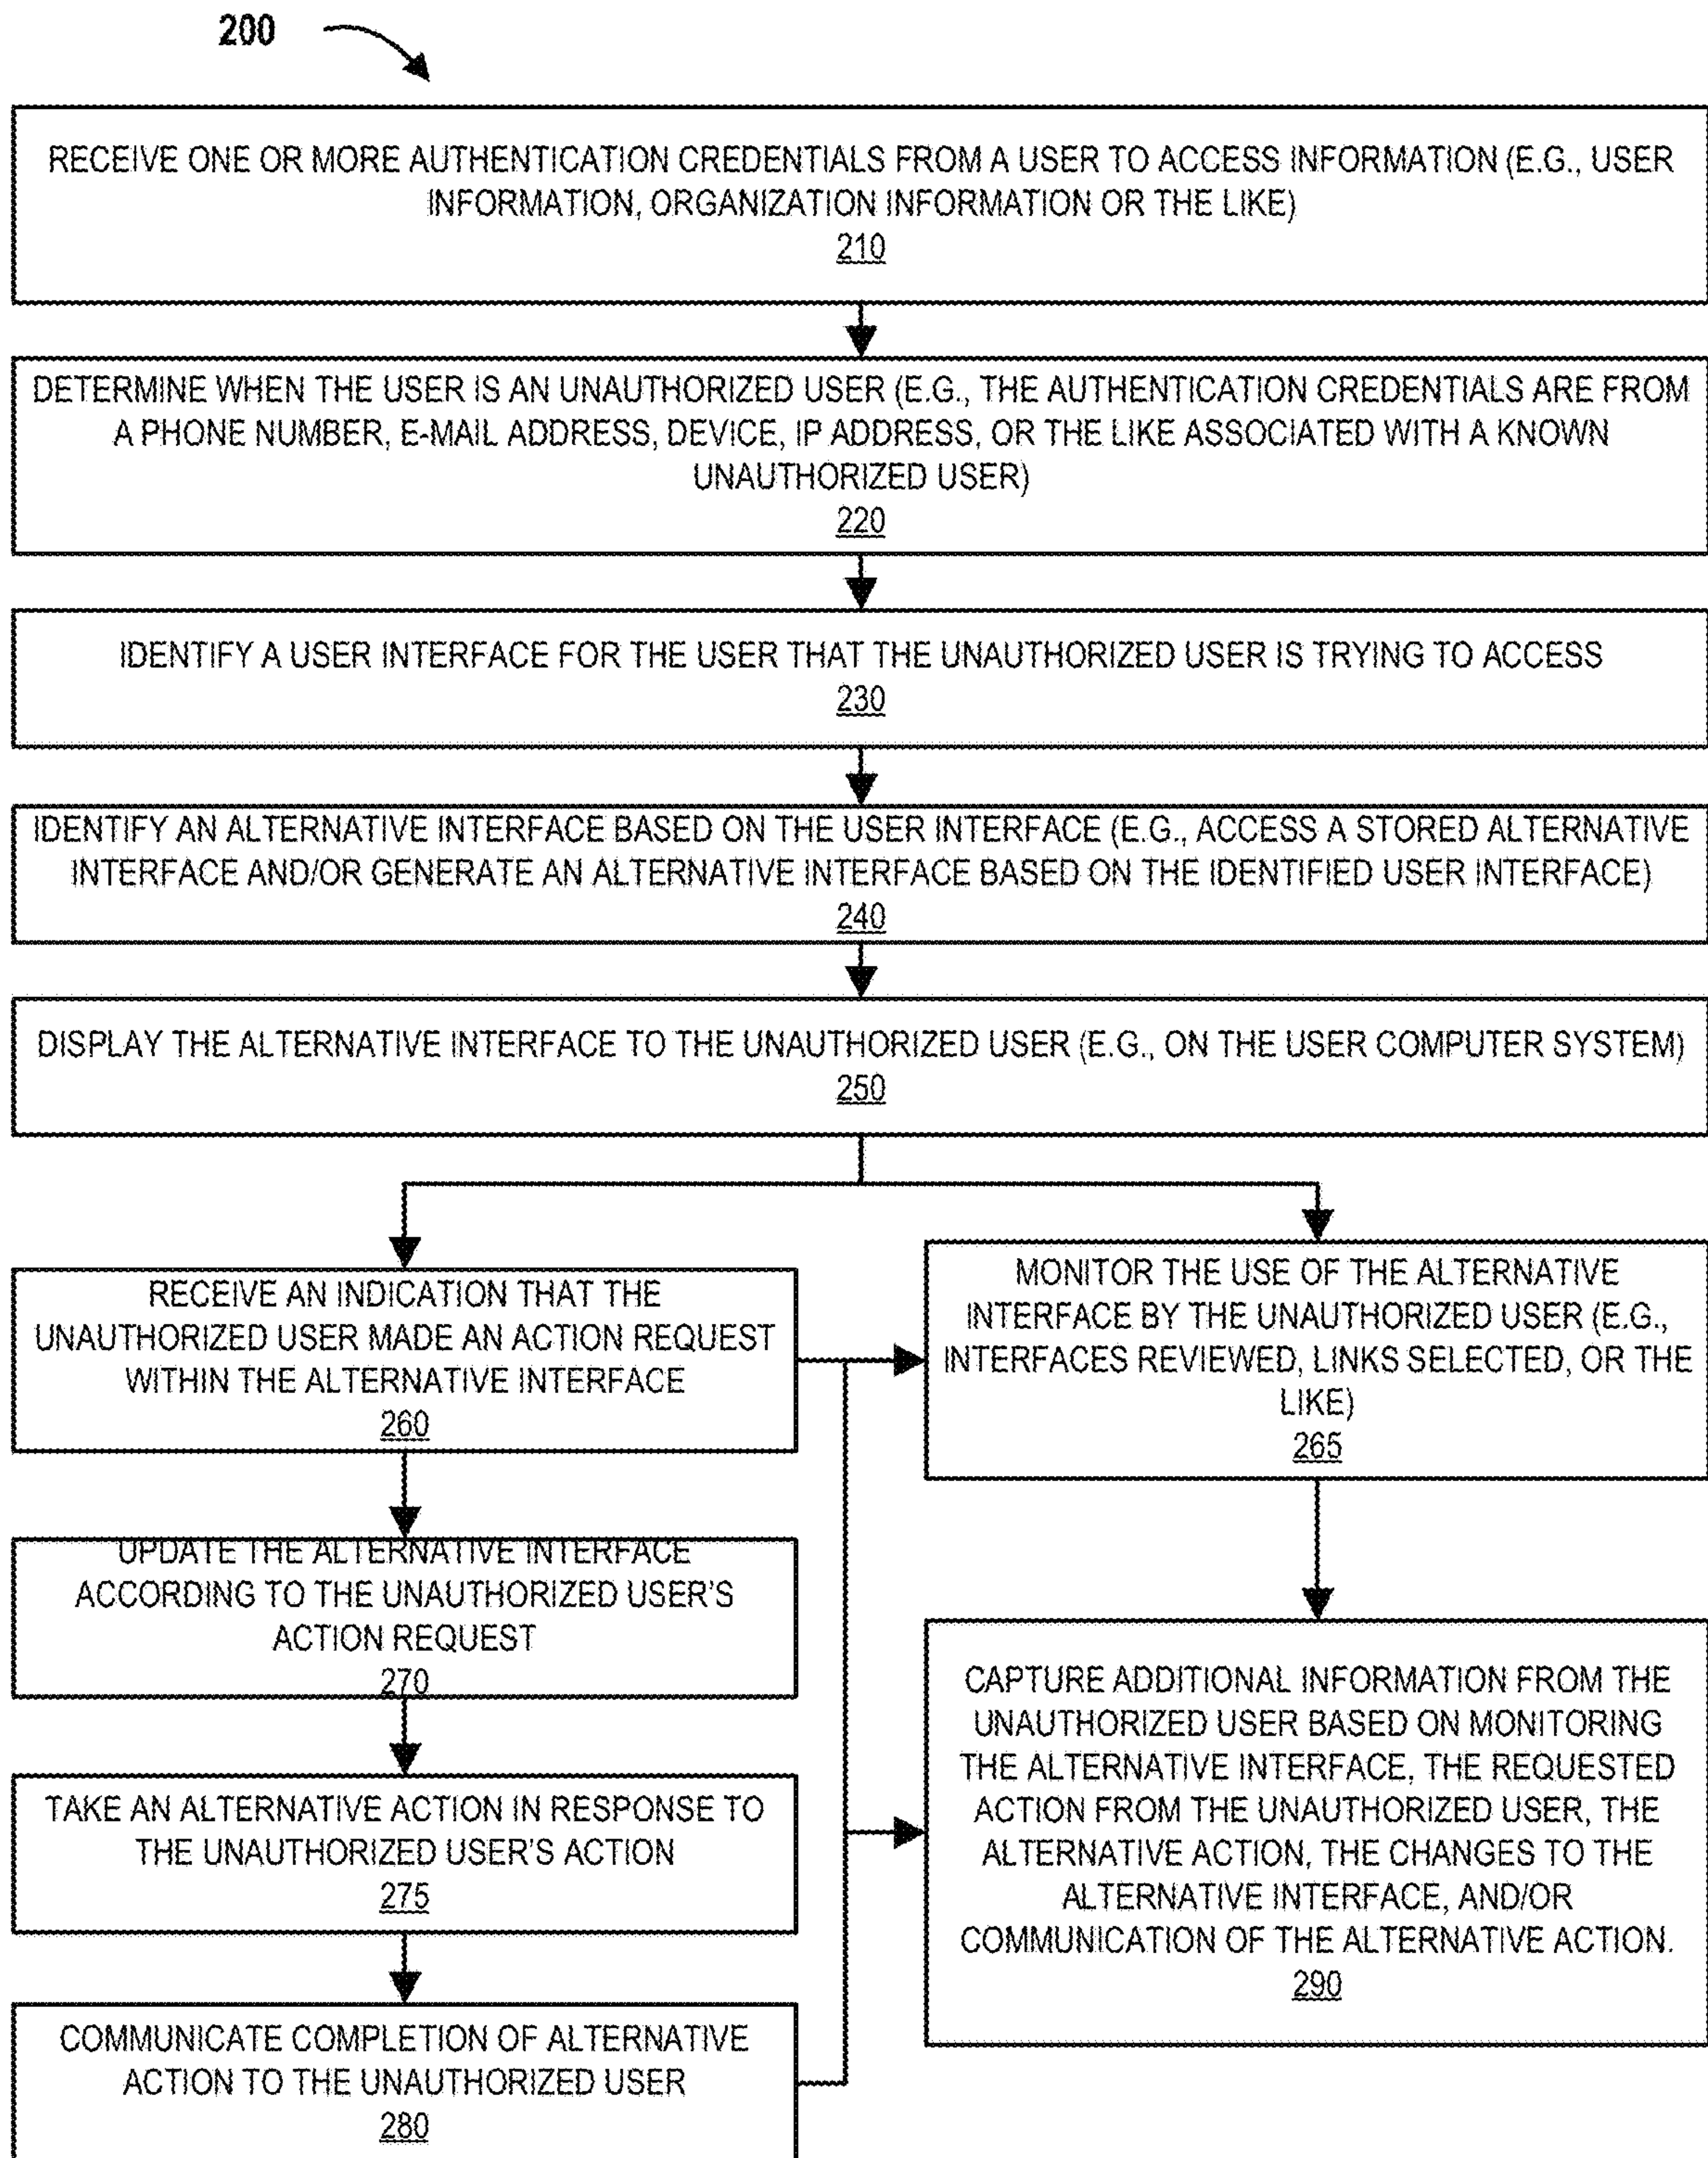 200
RECEIVE ONE OR MORE AUTHENTICATION CREDENTIALS FROM A USER TO ACCESS INFORMATION (E.G., USER
INFORMATION, ORGANIZATION INFORMATION OR THE LIKE)
210
DETERMINE WHEN THE USER IS AN UNAUTHORIZED USER (E.G., THE AUTHENTICATION CREDENTIALS ARE FROM
A PHONE NUMBER, E-MAIL ADDRESS, DEVICE, IP ADDRESS, OR THE LIKE ASSOCIATED WITH A KNOWN
UNAUTHORIZED USER)
220
IDENTIFY A USER INTERFACE FOR THE USER THAT THE UNAUTHORIZED USER IS TRYING TO ACCESS
230
IDENTIFY AN ALTERNATIVE INTERFACE BASED ON THE USER INTERFACE (E.G., ACCESS A STORED ALTERNATIVE
INTERFACE AND/OR GENERATE AN ALTERNATIVE INTERFACE BASED ON THE IDENTIFIED USER INTERFACE)
240
DISPLAY THE ALTERNATIVE INTERFACE TO THE UNAUTHORIZED USER (E.G., ON THE USER COMPUTER SYSTEM)
250
RECEIVE AN INDICATION THAT THE
UNAUTHORIZED USER MADE AN ACTION REQUEST
WITHIN THE ALTERNATIVE INTERFACE
260
UPDATE THE ALTERNATIVE INTERFACE
ACCORDING TO THE UNAUTHORIZED USER'S
ACTION REQUEST
270
TAKE AN ALTERNATIVE ACTION IN RESPONSE TO
THE UNAUTHORIZED USER'S ACTION
275
COMMUNICATE COMPLETION OF ALTERNATIVE
ACTION TO THE UNAUTHORIZED USER
280
MONITOR THE USE OF THE ALTERNATIVE
INTERFACE BY THE UNAUTHORIZED USER (E.G.,
INTERFACES REVIEWED, LINKS SELECTED, OR THE
LIKE)
265
CAPTURE ADDITIONAL INFORMATION FROM THE
UNAUTHORIZED USER BASED ON MONITORING
THE ALTERNATIVE INTERFACE, THE REQUESTED
ACTION FROM THE UNAUTHORIZED USER, THE
ALTERNATIVE ACTION, THE CHANGES TO THE
ALTERNATIVE INTERFACE, AND/OR
COMMUNICATION OF THE ALTERNATIVE ACTION.
290